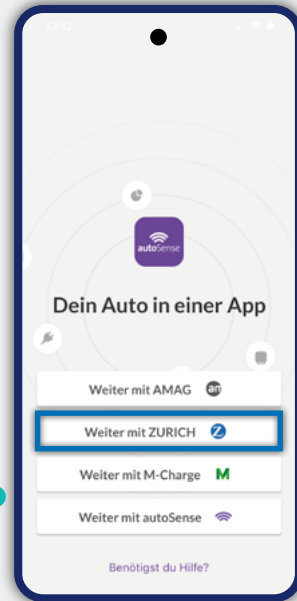 autoSense
Dein Auto in einer App
Weiter mit AMAG
Weiter mit ZURICH
Weiter mit M-Charge
Weiter mit autoSense
Benötigst du Hilfe?